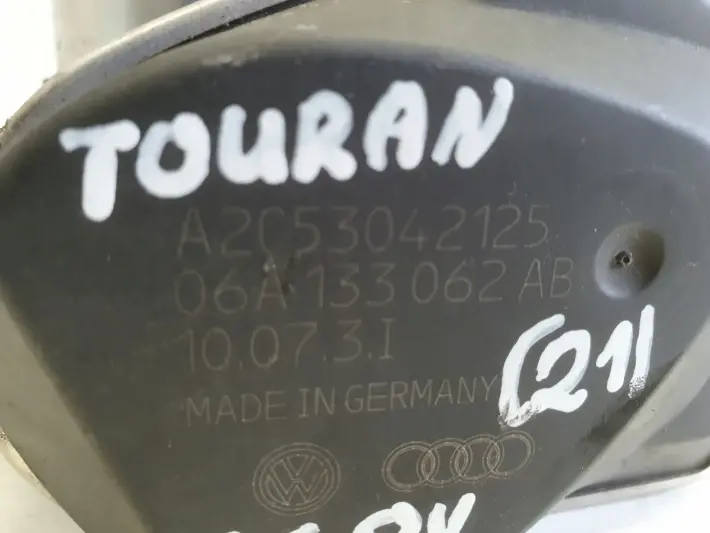 TOURAN
A2C53042125
06A 133 062 AB
10.07.3.I
(21)
MADE IN GERMANY